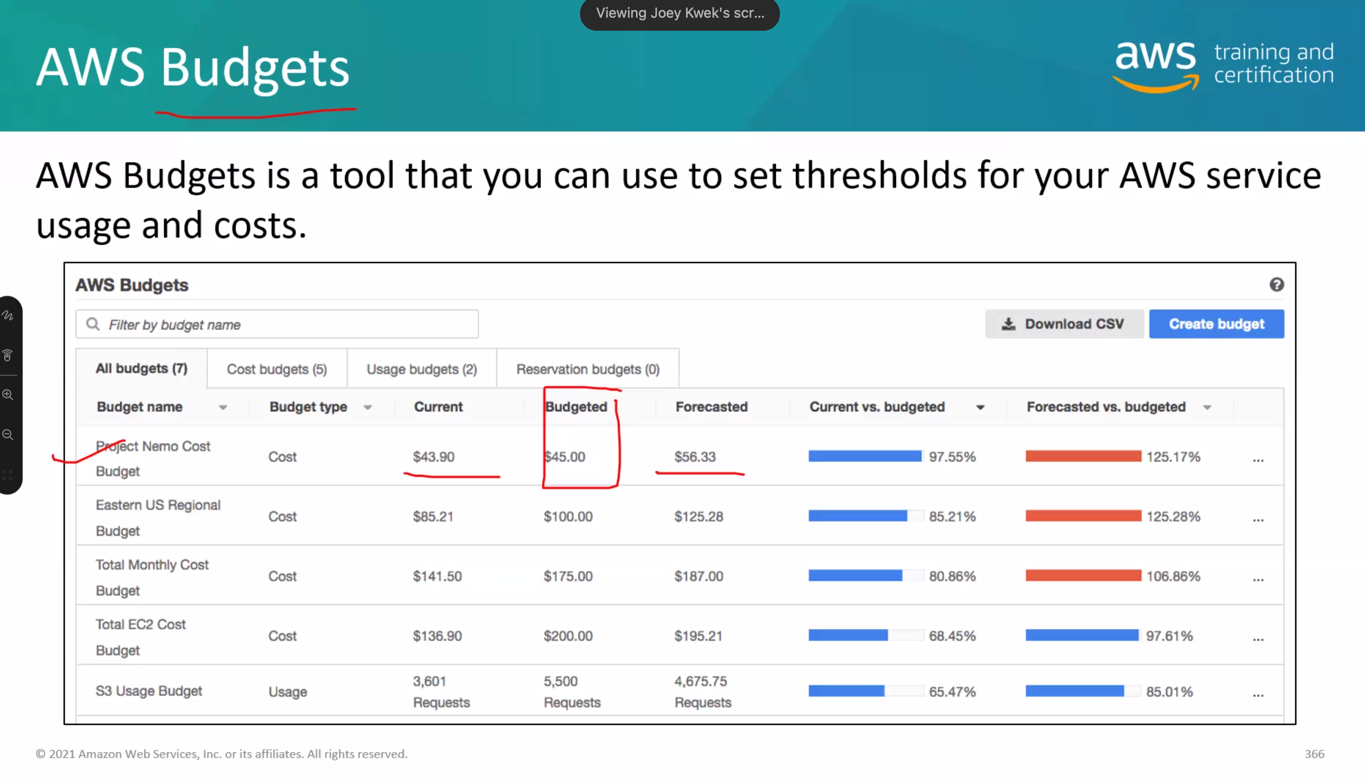 Viewing Joey Kwek's scr...
AWS Budgets
aws training and
certification
AWS Budgets is a tool that you can use to set thresholds for your AWS service
usage and costs.
AWS Budgets ?
Filter by budget name
Download CSV
Create budget
All budgets (7) Cost budgets (5) Usage budgets (2) Reservation budgets (0)
Budget name Budget type Current Budgeted Forecasted Current vs. budgeted Forecasted vs. budgeted
Project Nemo Cost
Budget Cost $43.90 $45.00 $56.33 97.55% 125.17% ...
Eastern US Regional
Budget Cost $85.21 $100.00 $125.28 85.21% 125.28% ...
Total Monthly Cost
Budget Cost $141.50 $175.00 $187.00 80.86% 106.86% ...
Total EC2 Cost
Budget Cost $136.90 $200.00 $195.21 68.45% 97.61% ...
S3 Usage Budget Usage 3,601 5,500 4,675.75 65.47% 85.01% ...
Requests Requests Requests
© 2021 Amazon Web Services, Inc. or its affiliates. All rights reserved.
366